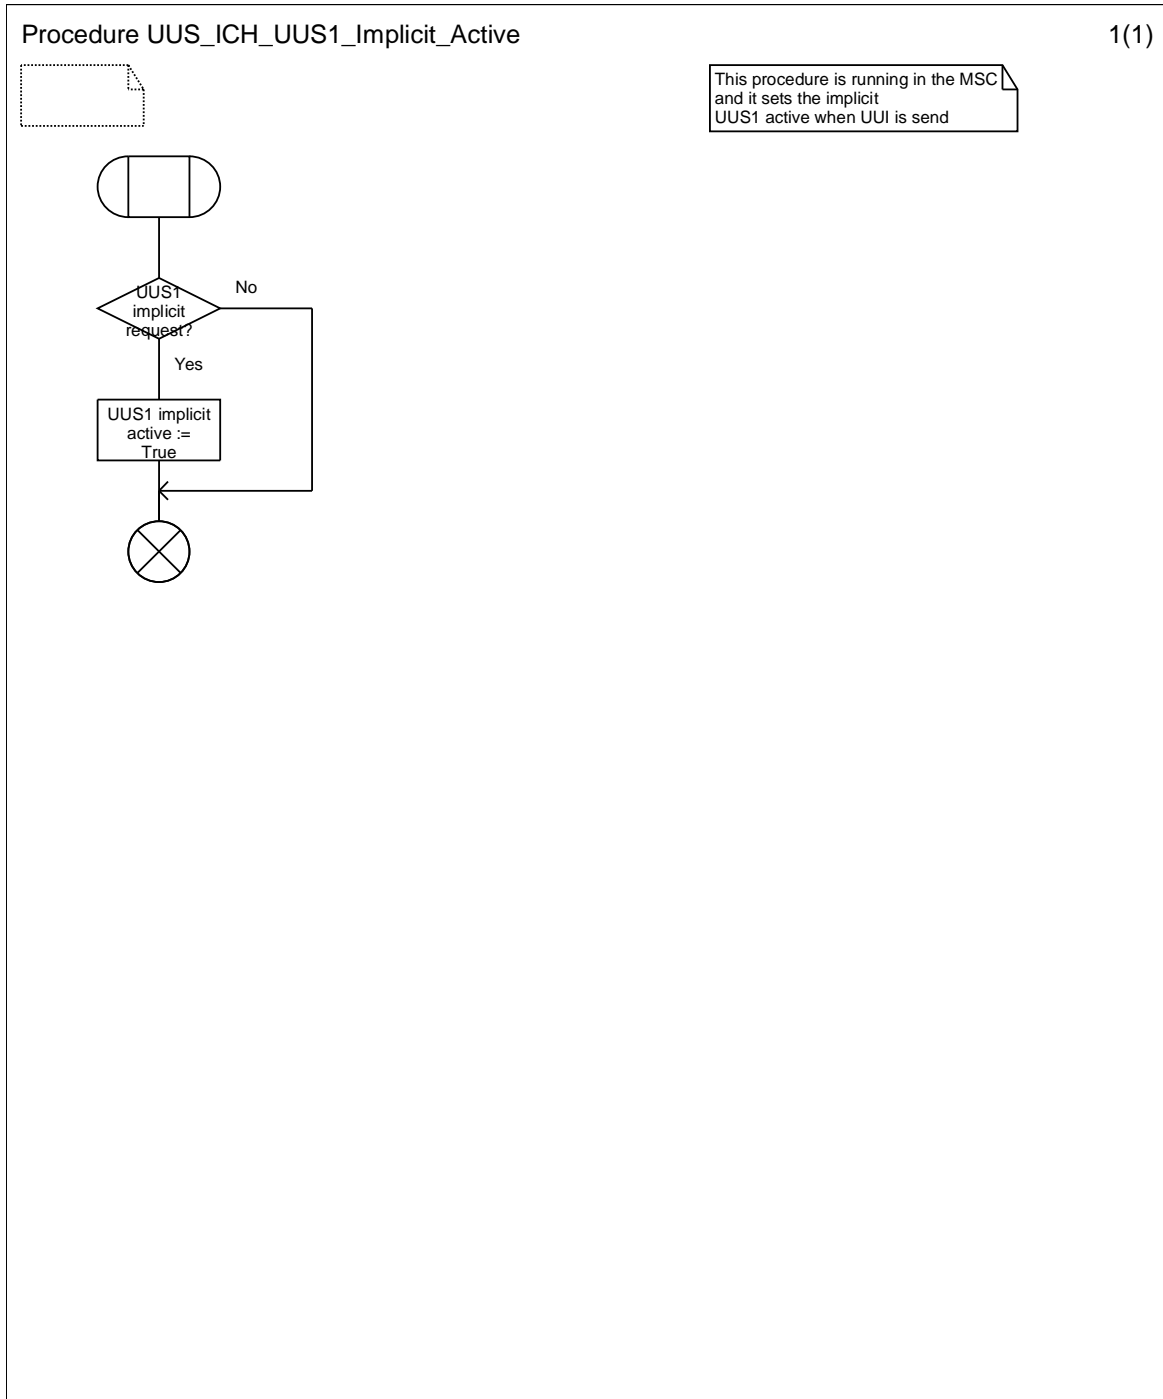 Procedure UUS_ICH_UUS1_Implicit_Active
1(1)
This procedure is running in the MSC
and it sets the implicit
UUS1 active when UUI is send
UUS1
implicit
request?
No
Yes
UUS1 implicit
active :=
True